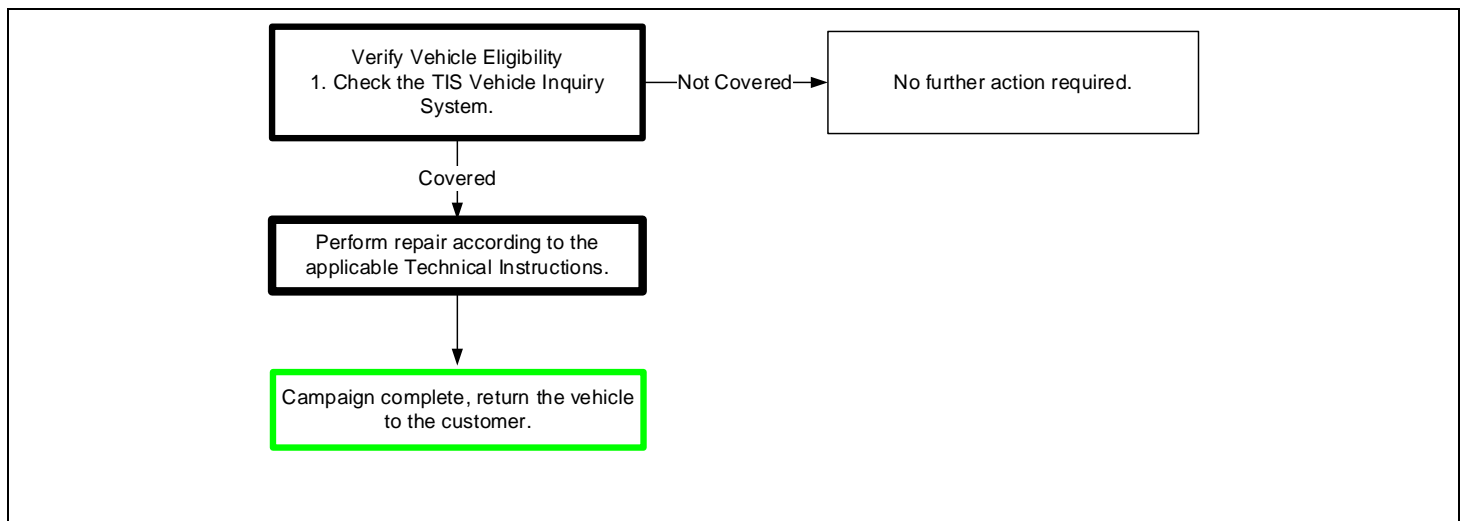 Verify Vehicle Eligibility
1. Check the TIS Vehicle Inquiry
System.
Not Covered
No further action required.
Covered
Perform repair according to the
applicable Technical Instructions.
Campaign complete, return the vehicle
to the customer.